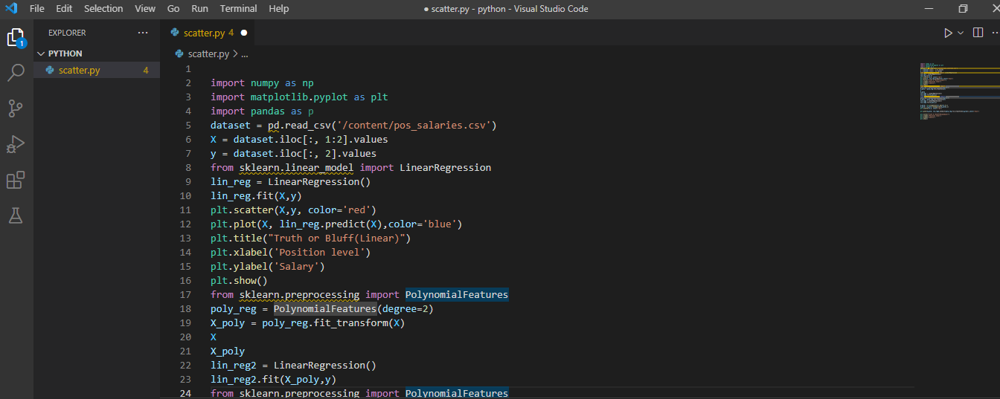 File Edit Selection View Go Run Terminal Help
● scatter.py - python - Visual Studio Code
EXPLORER
scatter.py 4
1
PYTHON
scatter.py 4
scatter.py > ...
1
2 import numpy as np
3 import matplotlib.pyplot as plt
4 import pandas as p
5 dataset = pd.read_csv('/content/pos_salaries.csv')
6 X = dataset.iloc[:, 1:2].values
7 y = dataset.iloc[:, 2].values
8 from sklearn.linear_model import LinearRegression
9 lin_reg = LinearRegression()
10 lin_reg.fit(X,y)
11 plt.scatter(X,y, color='red')
12 plt.plot(X, lin_reg.predict(X),color='blue')
13 plt.title("Truth or Bluff(Linear)")
14 plt.xlabel('Position level')
15 plt.ylabel('Salary')
16 plt.show()
17 from sklearn.preprocessing import PolynomialFeatures
18 poly_reg = PolynomialFeatures(degree=2)
19 X_poly = poly_reg.fit_transform(X)
20 X
21 X_poly
22 lin_reg2 = LinearRegression()
23 lin_reg2.fit(X_poly,y)
24 from sklearn.preprocessing import PolynomialFeatures